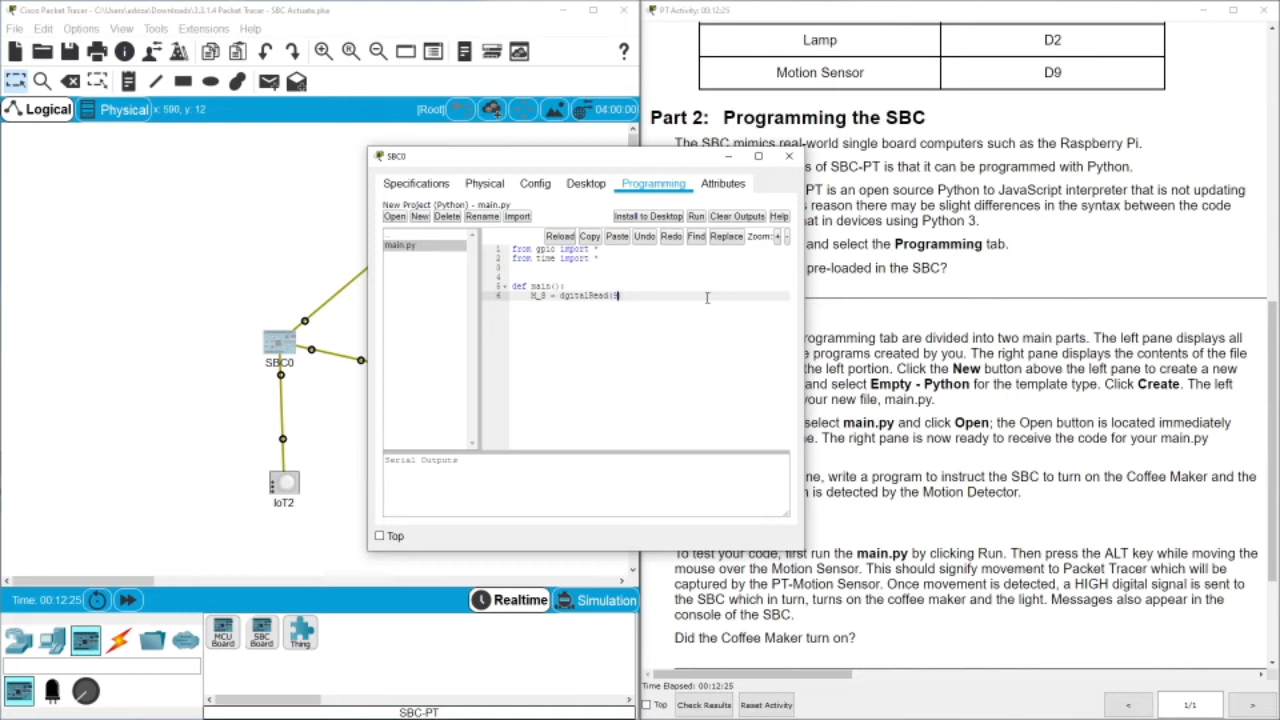 Cisco Packet Tracer - C:\Users\adcox\Downloads\3.3.1.4 Packet Tracer - SBC Actuate.pka
File Edit Options View Tools Extensions Help
?
Logical Physical x: 590, y: 12 [Root] 04:00:00
SBC0
IoT2
SBC0
Specifications Physical Config Desktop Programming Attributes
New Project (Python) - main.py
Open New Delete Rename Import Install to Desktop Run Clear Outputs Help
Reload Copy Paste Undo Redo Find Replace Zoom: + -
..
main.py
1 from gpio import *
2 from time import *
3
4
5 def main():
6 M_S = dgitalRead(9
Serial Outputs
Top
Time: 00:12:25 Realtime Simulation
MCU Board
SBC Board
Thing
SBC-PT
PT Activity: 00:12:25
Lamp D2
Motion Sensor D9
Part 2: Programming the SBC
The SBC mimics real-world single board computers such as the Raspberry Pi.
s of SBC-PT is that it can be programmed with Python.
PT is an open source Python to JavaScript interpreter that is not updating
reason there may be slight differences in the syntax between the code
at in devices using Python 3.
and select the Programming tab.
pre-loaded in the SBC?
rogramming tab are divided into two main parts. The left pane displays all
e programs created by you. The right pane displays the contents of the file
the left portion. Click the New button above the left pane to create a new
and select Empty - Python for the template type. Click Create. The left
your new file, main.py.
select main.py and click Open; the Open button is located immediately
e. The right pane is now ready to receive the code for your main.py
ne, write a program to instruct the SBC to turn on the Coffee Maker and the
n is detected by the Motion Detector.
To test your code, first run the main.py by clicking Run. Then press the ALT key while moving the
mouse over the Motion Sensor. This should signify movement to Packet Tracer which will be
captured by the PT-Motion Sensor. Once movement is detected, a HIGH digital signal is sent to
the SBC which in turn, turns on the coffee maker and the light. Messages also appear in the
console of the SBC.
Did the Coffee Maker turn on?
Time Elapsed: 00:12:25
Top Check Results Reset Activity < 1/1 >